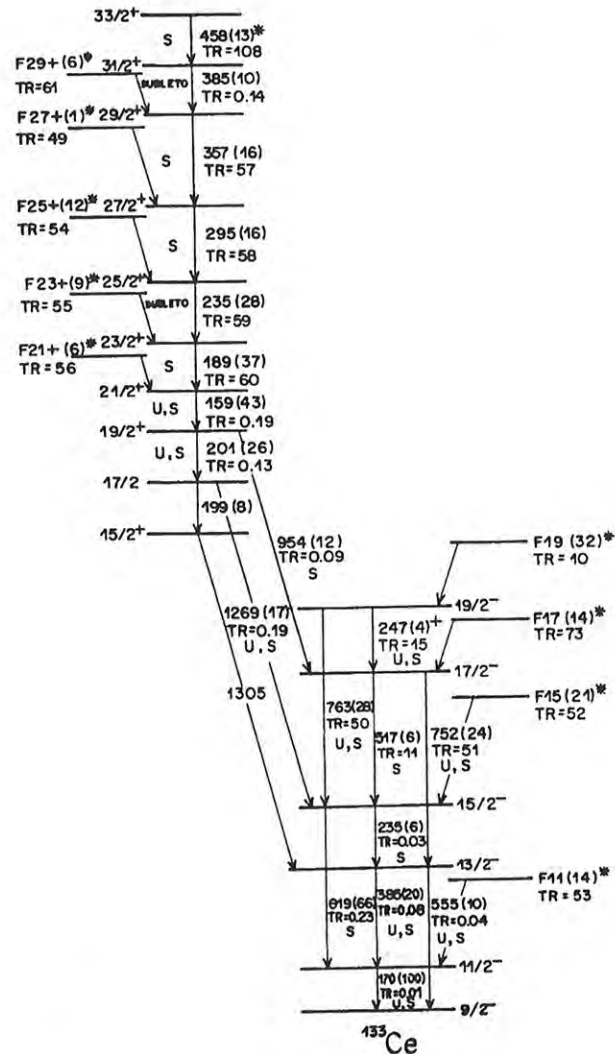 33/2+
S
458(13)*
TR=108
F29+(6)* 31/2+
TR=61
DUBLETO
385(10)
TR=0.14
F27+(1)* 29/2+
TR=49
S
357(16)
TR=57
F25+(12)* 27/2+
TR=54
S
295(16)
TR=58
F23+(9)* 25/2+
TR=55
DUBLETO
235(28)
TR=59
F21+(6)* 23/2+
TR=56
S
189(37)
TR=60
21/2+
U,S
159(43)
TR=0.19
19/2+
U,S
201(26)
TR=0.13
17/2
199(8)
15/2+
954(12)
TR=0.09
S
F19(32)*
TR=10
19/2-
1269(17)
TR=0.19
U,S
247(4)+
TR=15
U,S
F17(14)*
TR=73
17/2-
1305
763(28)
TR=50
U,S
517(6)
TR=11
S
752(24)
TR=51
U,S
F15(21)*
TR=52
15/2-
235(6)
TR=0.03
S
13/2-
F11(14)*
TR=53
619(66)
TR=0.23
S
385(20)
TR=0.08
U,S
555(10)
TR=0.04
U,S
11/2-
170(100)
TR=0.01
U,S
9/2-
133Ce